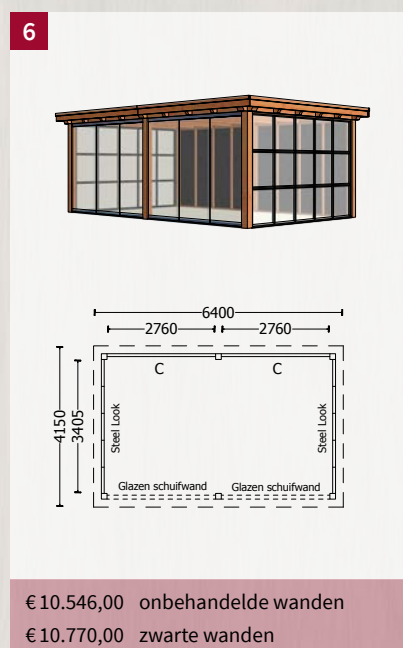 6
6400
2760 2760
C C
4150
3405
Steel Look
Steel Look
Glazen schuifwand Glazen schuifwand
€ 10.546,00 onbehandelde wanden
€ 10.770,00 zwarte wanden